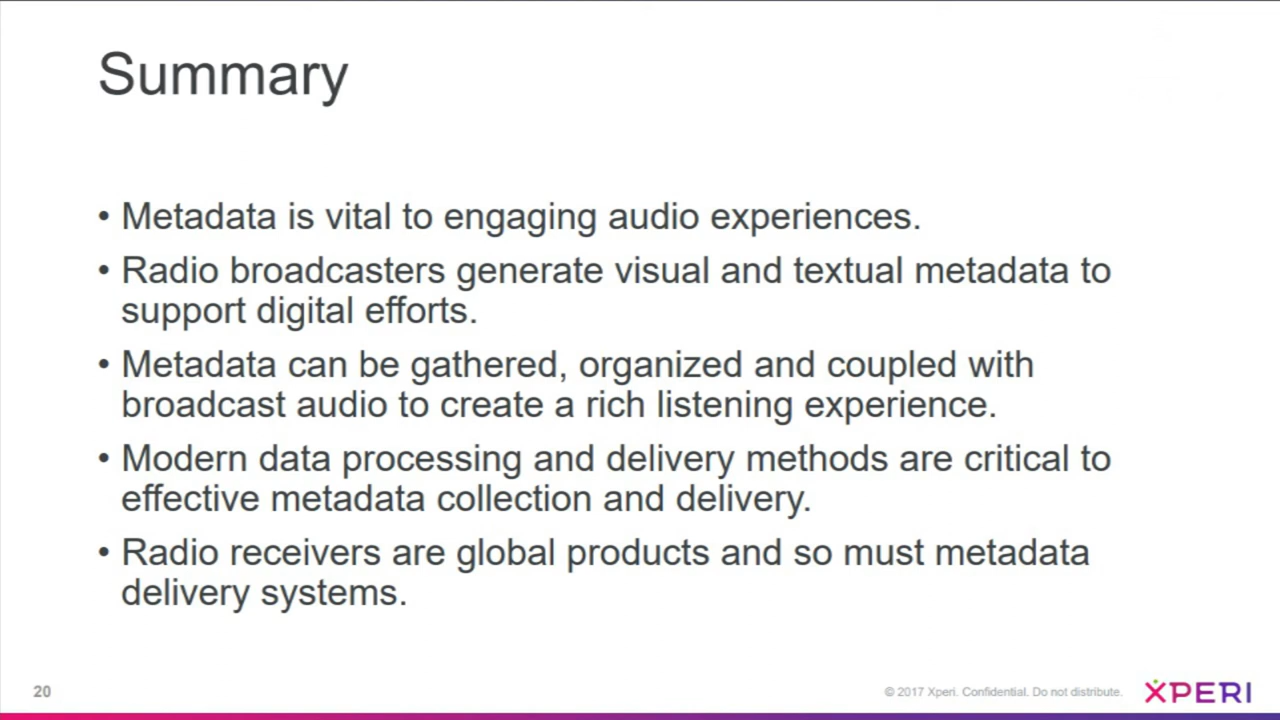 Summary
• Metadata is vital to engaging audio experiences.
• Radio broadcasters generate visual and textual metadata to
support digital efforts.
• Metadata can be gathered, organized and coupled with
broadcast audio to create a rich listening experience.
• Modern data processing and delivery methods are critical to
effective metadata collection and delivery.
• Radio receivers are global products and so must metadata
delivery systems.
20
© 2017 Xperi. Confidential. Do not distribute.
XPERI